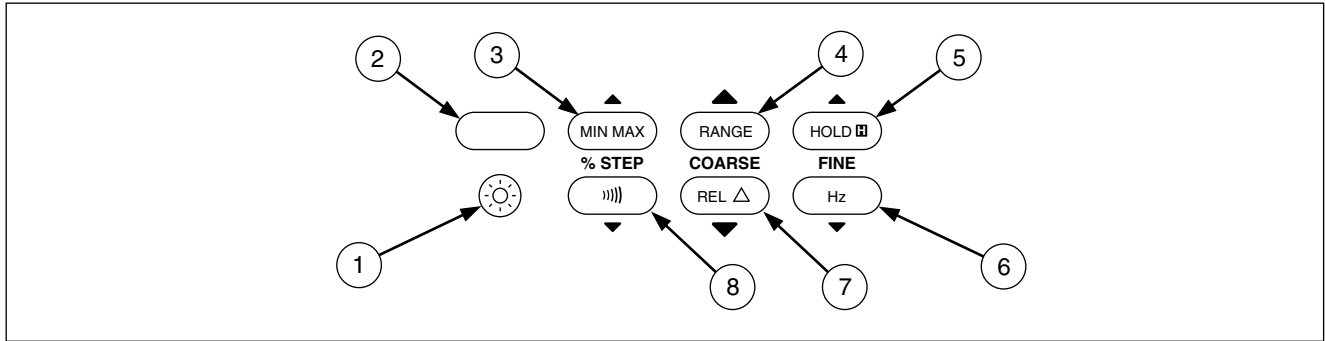 2 3 4 5
MIN MAX RANGE HOLD H
% STEP COARSE FINE
REL △ Hz
1 8 7 6